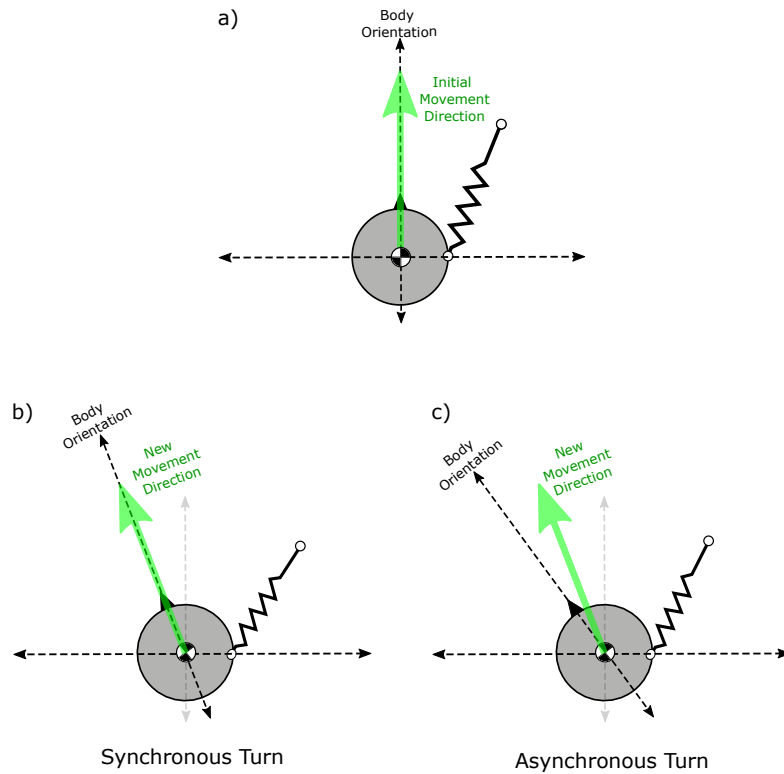 a)
Body
Orientation
Initial
Movement
Direction
b)
Body
Orientation
New
Movement
Direction
Synchronous Turn
c)
Body
Orientation
New
Movement
Direction
Asynchronous Turn